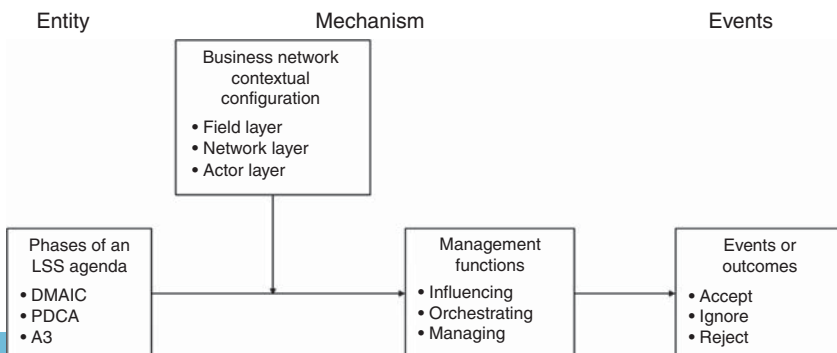 Entity Mechanism Events
Business network
contextual
configuration
• Field layer
• Network layer
• Actor layer
Phases of an
LSS agenda
• DMAIC
• PDCA
• A3
Management
functions
• Influencing
• Orchestrating
• Managing
Events or
outcomes
• Accept
• Ignore
• Reject